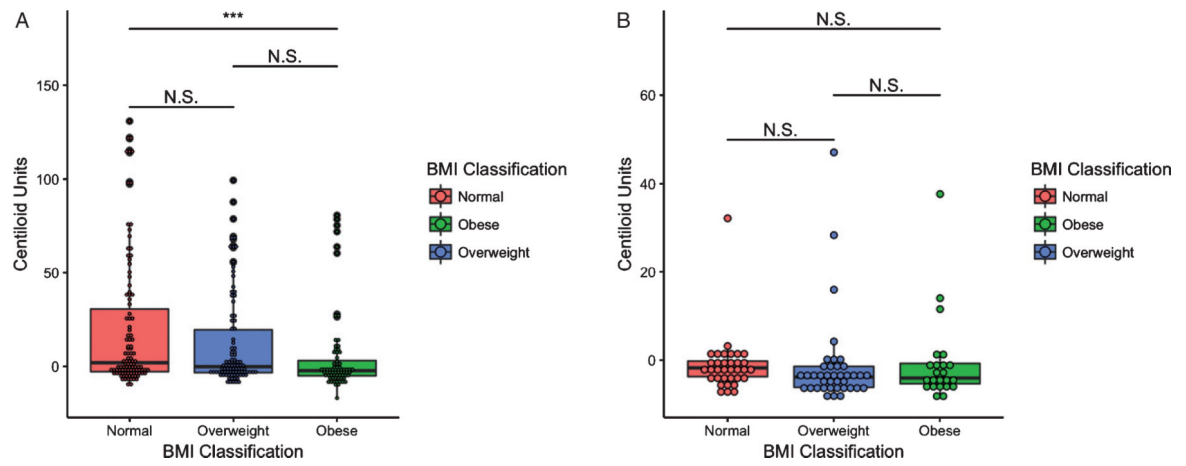 A
***
N.S.
N.S.
150
100
50
0
Centiloid Units
Normal
Overweight
Obese
BMI Classification
BMI Classification
Normal
Obese
Overweight
B
N.S.
N.S.
N.S.
60
40
20
0
Centiloid Units
Normal
Overweight
Obese
BMI Classification
BMI Classification
Normal
Obese
Overweight